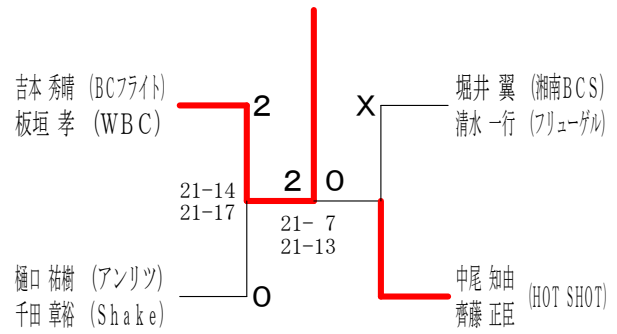 吉本 秀晴 (BCフライト)
板垣 孝 (WBC)
2
X
堀井 翼 (湘南BCS)
清水 一行 (フリューゲル)
21-14
21-17
2 0
21- 7
21-13
樋口 祐樹 (アンリツ)
千田 章裕 (Shake)
0
中尾 知由
齊藤 正臣
(HOT SHOT)